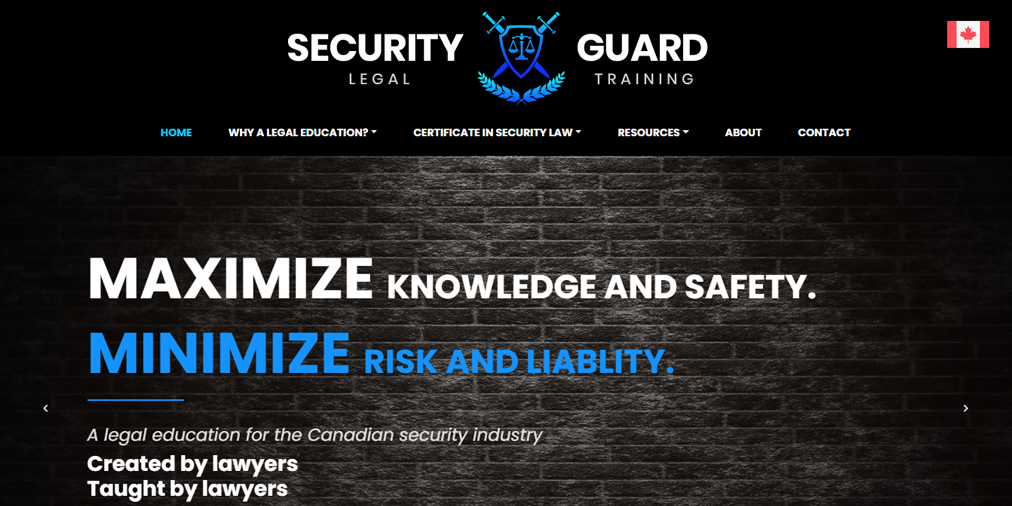 SECURITY GUARD
LEGAL TRAINING
HOME WHY A LEGAL EDUCATION? CERTIFICATE IN SECURITY LAW RESOURCES ABOUT CONTACT
MAXIMIZE KNOWLEDGE AND SAFETY.
MINIMIZE RISK AND LIABLITY.
A legal education for the Canadian security industry
Created by lawyers
Taught by lawyers